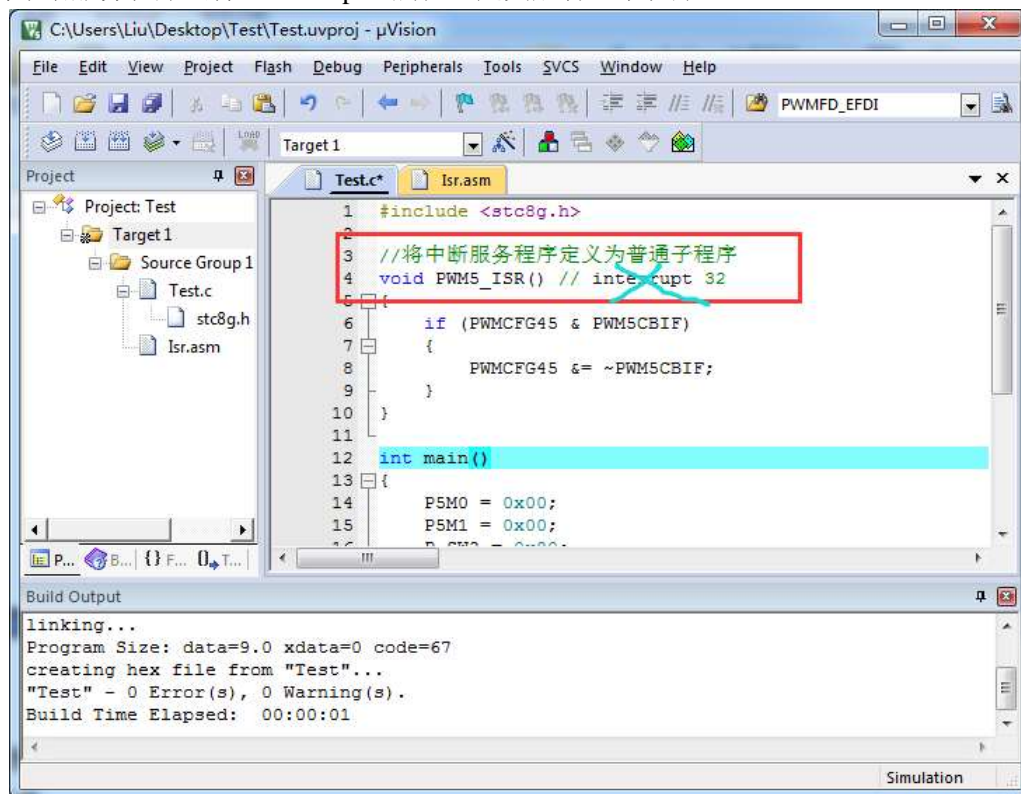 C:\Users\Liu\Desktop\Test\Test.uvproj - µVision
File Edit View Project Flash Debug Peripherals Tools SVCS Window Help
PWMFD_EFDI
LOAD Target 1
Project
Project: Test
Target 1
Source Group 1
Test.c
stc8g.h
Isr.asm
P... B... {} F... 0 T...
Test.c* Isr.asm
1 #include <stc8g.h>
2
3 //将中断服务程序定义为普通子程序
4 void PWM5_ISR() // interrupt 32
5 {
6 if (PWMCFG45 & PWM5CBIF)
7 {
8 PWMCFG45 &= ~PWM5CBIF;
9 }
10 }
11
12 int main()
13 {
14 P5M0 = 0x00;
15 P5M1 = 0x00;
Build Output
linking...
Program Size: data=9.0 xdata=0 code=67
creating hex file from "Test"...
"Test" - 0 Error(s), 0 Warning(s).
Build Time Elapsed: 00:00:01
Simulation